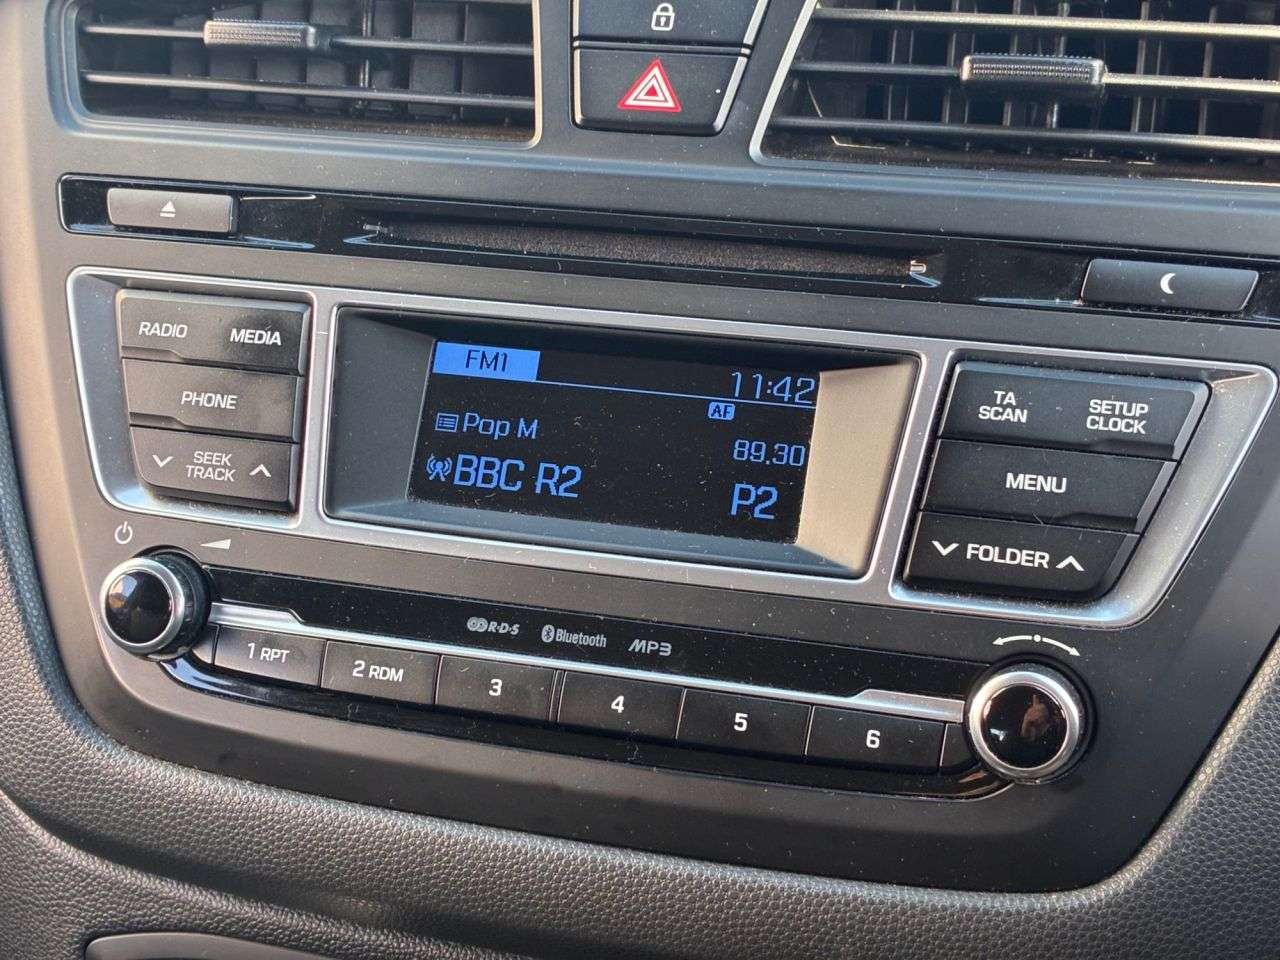 RADIO MEDIA
PHONE
SEEK
TRACK
FM1
11:42
AF
Pop M
89.30
BBC R2
P2
TA
SCAN
SETUP
CLOCK
MENU
FOLDER
R·D·S
Bluetooth
MP3
1 RPT
2 RDM
3
4
5
6